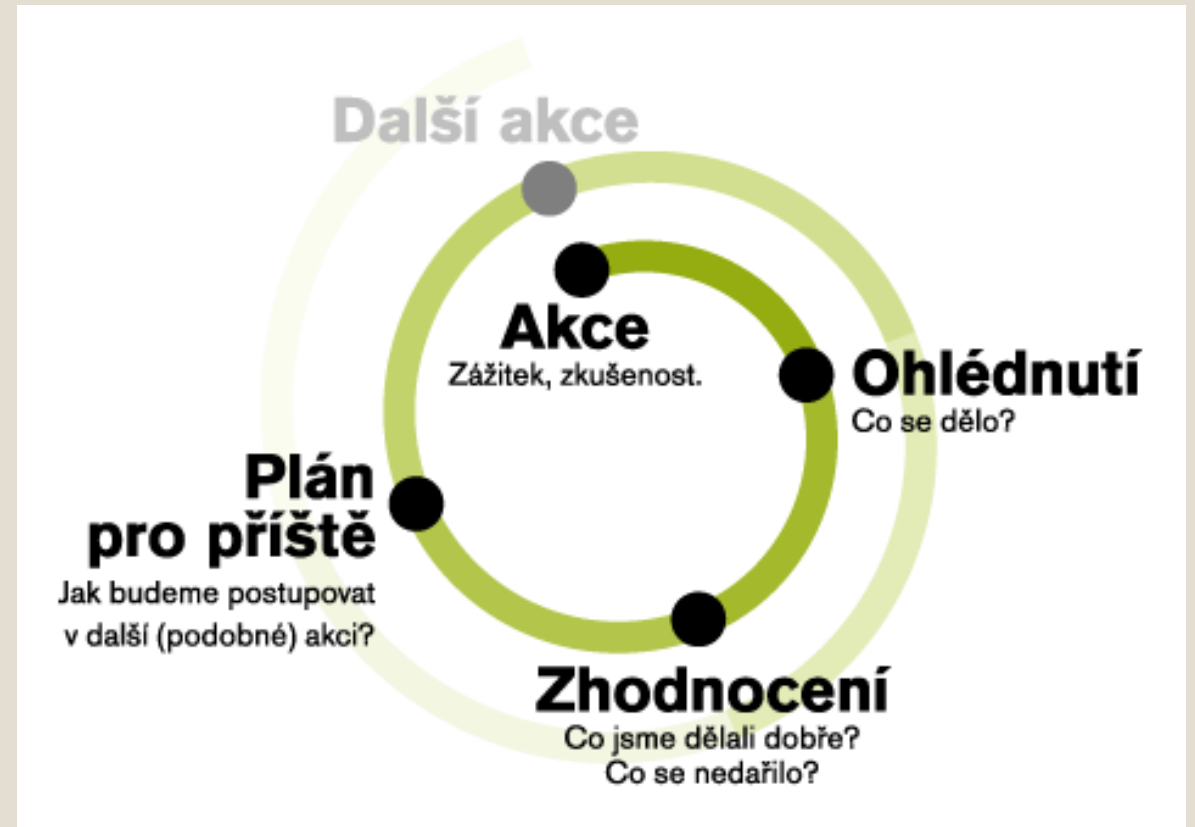 Další akce
Akce
Zážitek, zkušenost.
Ohlédnutí
Co se dělo?
Zhodnocení
Co jsme dělali dobře?
Co se nedařilo?
Plán
pro příště
Jak budeme postupovat
v další (podobné) akci?